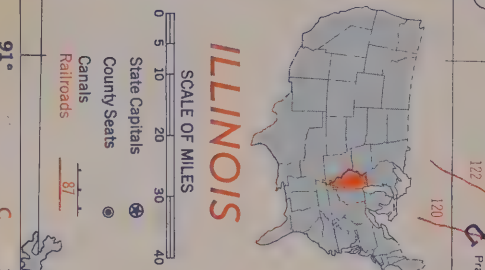 ILLINOIS
SCALE OF MILES
0 5 10 20 30 40
State Capitals
County Seats
Canals
Railroads 87
91°
122
120
Pra
C